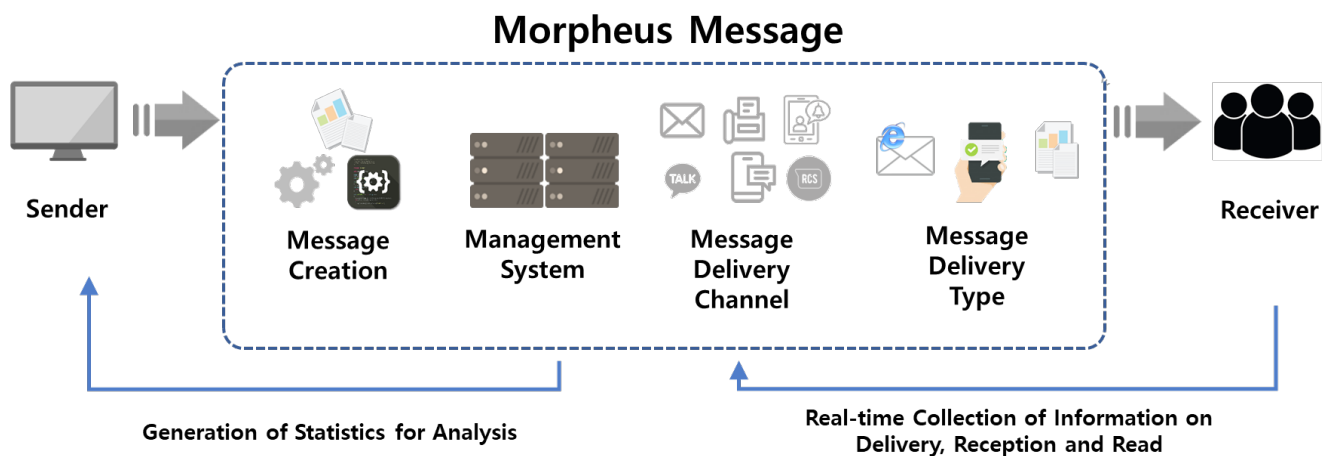 Morpheus Message
Sender
Message
Creation
Management
System
TALK
RCS
Message
Delivery
Channel
Message
Delivery
Type
Receiver
Generation of Statistics for Analysis
Real-time Collection of Information on
Delivery, Reception and Read